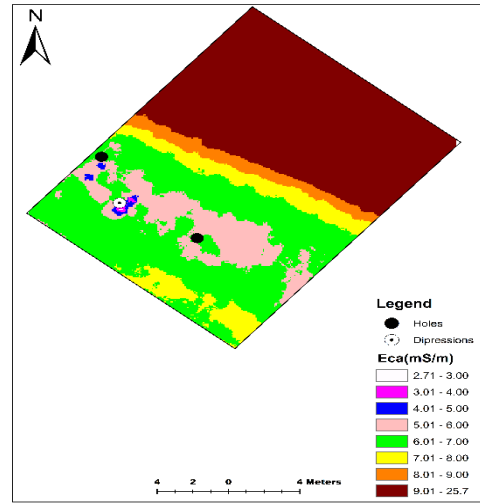 N
Legend
Holes
Dipressions
Eca(mS/m)
2.71 - 3.00
3.01 - 4.00
4.01 - 5.00
5.01 - 6.00
6.01 - 7.00
7.01 - 8.00
8.01 - 9.00
9.01 - 25.7
4 2 0 4 Meters